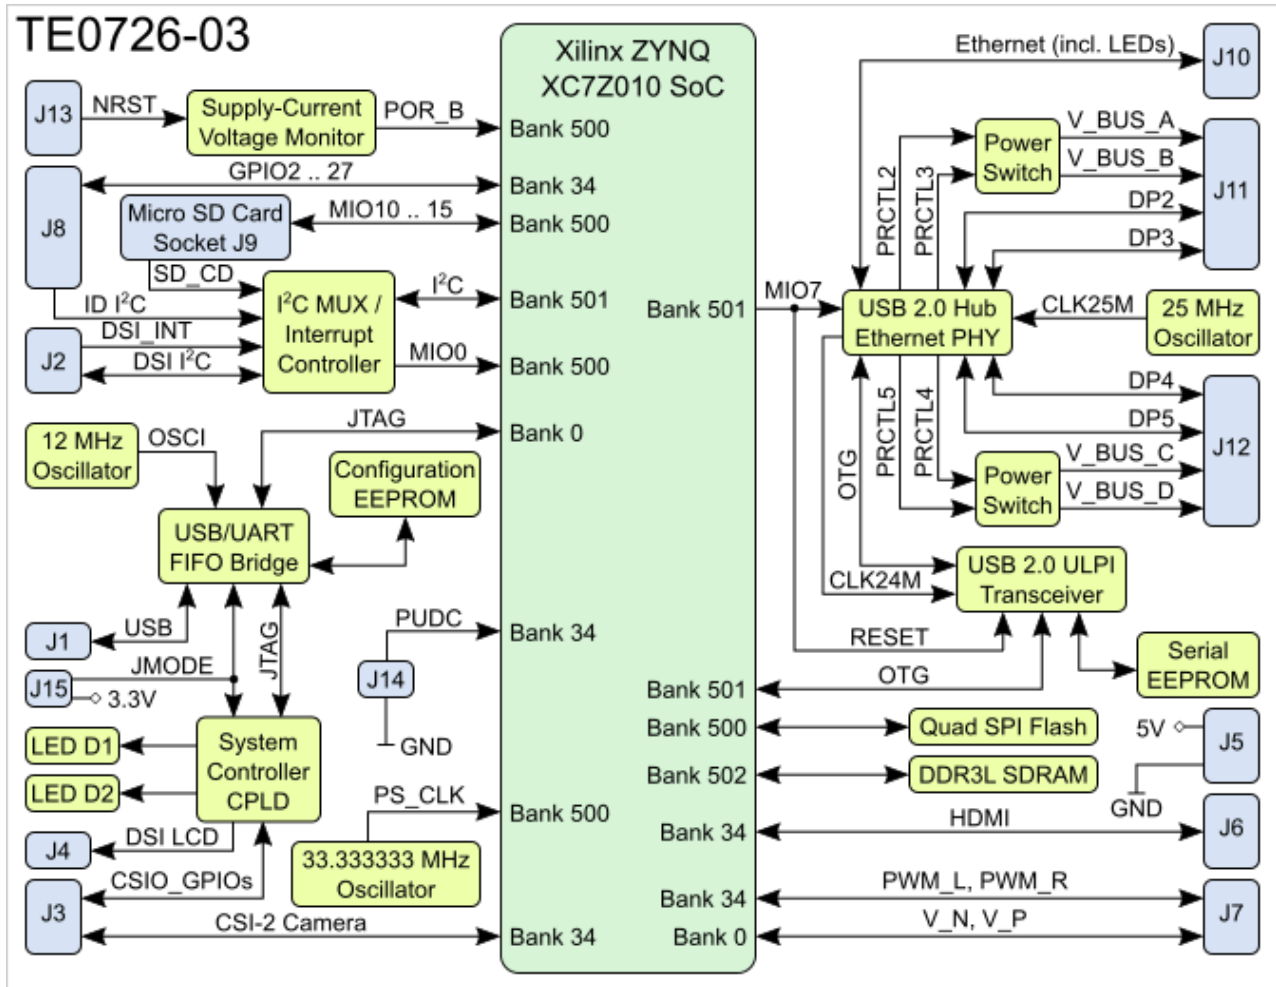 TE0726-03
Xilinx ZYNQ
XC7Z010 SoC
Ethernet (incl. LEDs)
J10
J13
NRST
Supply-Current
Voltage Monitor
POR_B
Bank 500
GPIO2 .. 27
Bank 34
J8
Micro SD Card
Socket J9
MIO10 .. 15
Bank 500
SD_CD
ID I²C
I²C MUX /
Interrupt
Controller
I²C
Bank 501
DSI_INT
J2
DSI I²C
MIO0
Bank 500
JTAG
Bank 0
12 MHz
Oscillator
OSCI
Configuration
EEPROM
USB/UART
FIFO Bridge
J1
USB
JMODE
J15
3.3V
JTAG
PUDC
Bank 34
J14
GND
LED D1
LED D2
System
Controller
CPLD
PS_CLK
Bank 500
33.333333 MHz
Oscillator
J4
DSI LCD
J3
CSIO_GPIOs
CSI-2 Camera
Bank 34
Power
Switch
V_BUS_A
V_BUS_B
J11
PRCTL2
PRCTL3
DP2
DP3
Bank 501
MIO7
USB 2.0 Hub
Ethernet PHY
CLK25M
25 MHz
Oscillator
DP4
DP5
J12
PRCTL5
PRCTL4
OTG
Power
Switch
V_BUS_C
V_BUS_D
CLK24M
USB 2.0 ULPI
Transceiver
RESET
Serial
EEPROM
Bank 501
OTG
Bank 500
Quad SPI Flash
5V
J5
GND
Bank 502
DDR3L SDRAM
Bank 34
HDMI
J6
Bank 34
PWM_L, PWM_R
J7
Bank 0
V_N, V_P